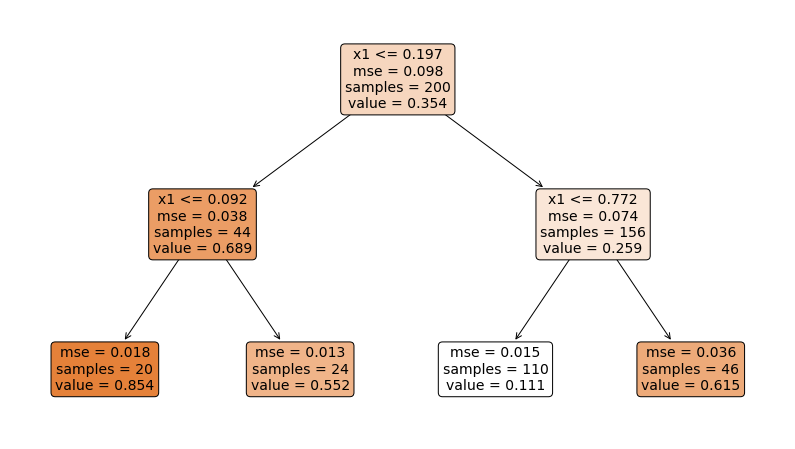 x1 <= 0.197
mse = 0.098
samples = 200
value = 0.354
x1 <= 0.092
mse = 0.038
samples = 44
value = 0.689
x1 <= 0.772
mse = 0.074
samples = 156
value = 0.259
mse = 0.018
samples = 20
value = 0.854
mse = 0.013
samples = 24
value = 0.552
mse = 0.015
samples = 110
value = 0.111
mse = 0.036
samples = 46
value = 0.615